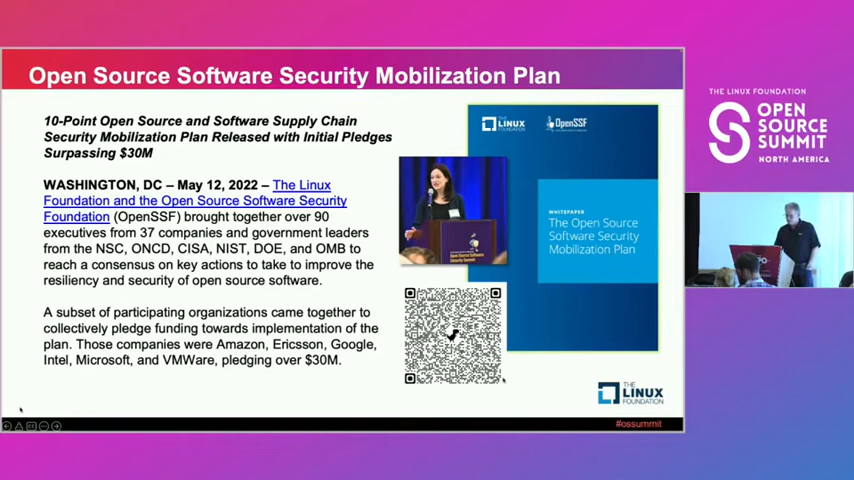 Open Source Software Security Mobilization Plan
10-Point Open Source and Software Supply Chain
Security Mobilization Plan Released with Initial Pledges
Surpassing $30M
WASHINGTON, DC – May 12, 2022 – The Linux
Foundation and the Open Source Software Security
Foundation (OpenSSF) brought together over 90
executives from 37 companies and government leaders
from the NSC, ONCD, CISA, NIST, DOE, and OMB to
reach a consensus on key actions to take to improve the
resiliency and security of open source software.
A subset of participating organizations came together to
collectively pledge funding towards implementation of the
plan. Those companies were Amazon, Ericsson, Google,
Intel, Microsoft, and VMWare, pledging over $30M.
THE
LINUX
FOUNDATION
OpenSSF
WHITEPAPER
The Open Source
Software Security
Mobilization Plan
Open Source Software
Security Summit
THE
LINUX
FOUNDATION
#ossummit
THE LINUX FOUNDATION
OPEN
SOURCE
SUMMIT
NORTH AMERICA